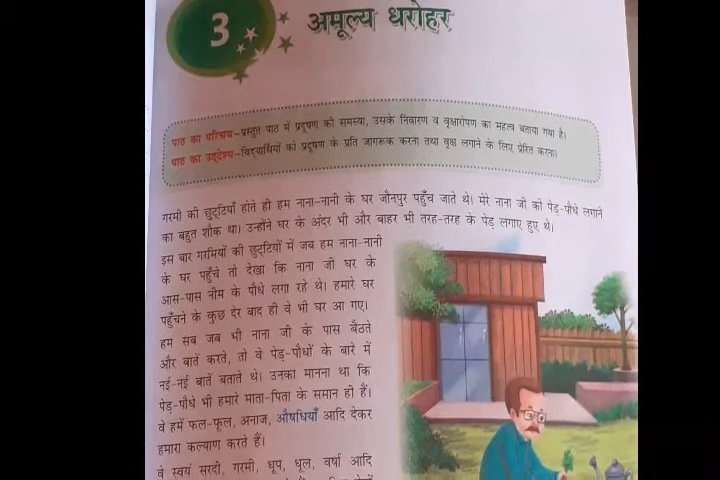 3
अमूल्य धरोहर
पाठ का परिचय–प्रस्तुत पाठ में प्रदूषण की समस्या, उसके निवारण व वृक्षारोपण का महत्व बताया गया है।
पाठ का उद्देश्य–विद्यार्थियों को प्रदूषण के प्रति जागरूक करना तथा वृक्ष लगाने के लिए प्रेरित करना।
गरमी की छुट्टियाँ होते ही हम नाना-नानी के घर जौनपुर पहुँच जाते थे। मेरे नाना जी को पेड़-पौधे लगाने
का बहुत शौक था। उन्होंने घर के अंदर भी और बाहर भी तरह-तरह के पेड़ लगाए हुए थे।
इस बार गरमियों की छुट्टियों में जब हम नाना-नानी
के घर पहुँचे तो देखा कि नाना जी घर के
आस-पास नीम के पौधे लगा रहे थे। हमारे घर
पहुँचने के कुछ देर बाद ही वे भी घर आ गए।
हम सब जब भी नाना जी के पास बैठते
और बातें करते, तो वे पेड़-पौधों के बारे में
नई-नई बातें बताते थे। उनका मानना था कि
पेड़-पौधे भी हमारे माता-पिता के समान ही हैं।
वे हमें फल-फूल, अनाज, औषधियाँ आदि देकर
हमारा कल्याण करते हैं।
वे स्वयं सरदी, गरमी, धूप, धूल, वर्षा आदि